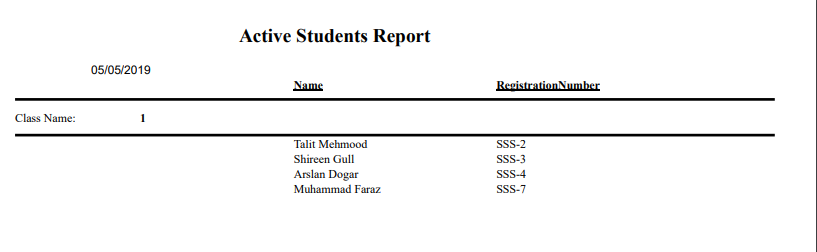 Active Students Report
05/05/2019
Name RegistrationNumber
Class Name: 1
Talit Mehmood SSS-2
Shireen Gull SSS-3
Arslan Dogar SSS-4
Muhammad Faraz SSS-7